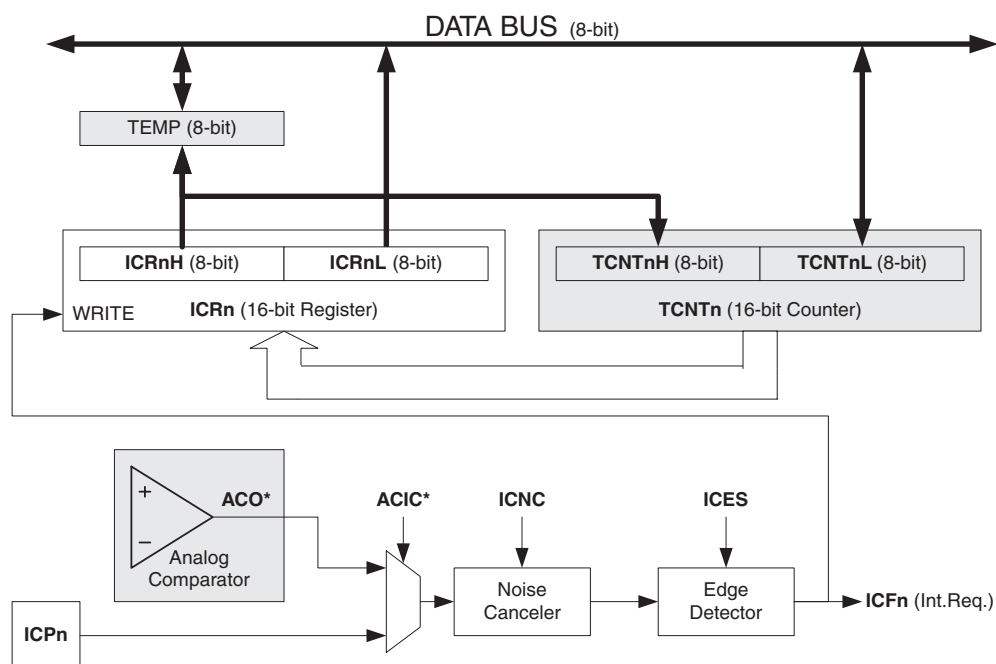 DATA BUS (8-bit)
TEMP (8-bit)
ICRnH (8-bit)
ICRnL (8-bit)
WRITE
ICRn (16-bit Register)
TCNTnH (8-bit)
TCNTnL (8-bit)
TCNTn (16-bit Counter)
+
−
ACO*
Analog
Comparator
ACIC*
ICNC
ICES
ICPn
Noise
Canceler
Edge
Detector
ICFn (Int.Req.)